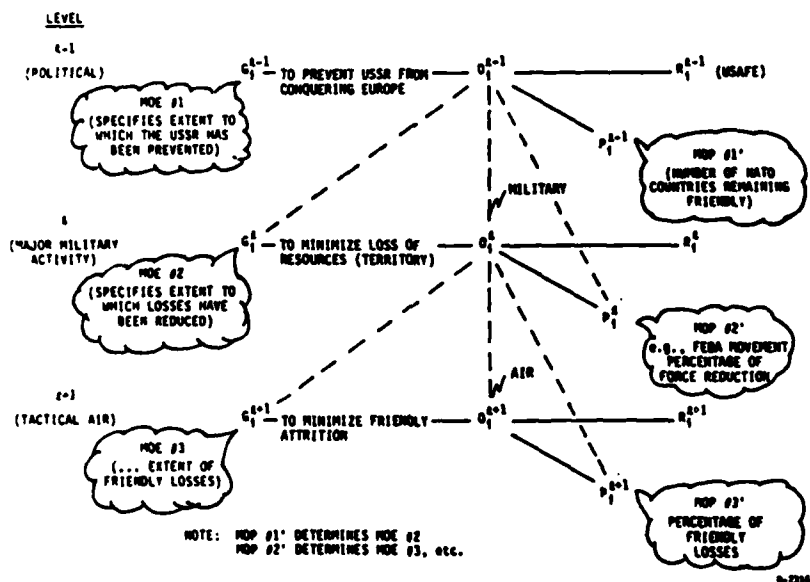 LEVEL
ℓ-1
(POLITICAL)
G₁^ℓ-1 TO PREVENT USSR FROM CONQUERING EUROPE
O₁^ℓ-1
R₁^ℓ-1 (USAFE)
MOE #1
(SPECIFIES EXTENT TO
WHICH THE USSR HAS
BEEN PREVENTED)
P₁^ℓ-1
MOP #1'
(NUMBER OF NATO
COUNTRIES REMAINING
FRIENDLY)
MILITARY
ℓ
(MAJOR MILITARY
ACTIVITY)
G₁^ℓ TO MINIMIZE LOSS OF
RESOURCES (TERRITORY)
O₁^ℓ
R₁^ℓ
MOE #2
(SPECIFIES EXTENT TO
WHICH LOSSES HAVE
BEEN REDUCED)
P₁^ℓ
MOP #2'
e.g., FEBA MOVEMENT
PERCENTAGE OF
FORCE REDUCTION
AIR
ℓ+1
(TACTICAL AIR)
G₁^ℓ+1 TO MINIMIZE FRIENDLY
ATTRITION
O₁^ℓ+1
R₁^ℓ+1
MOE #3
(... EXTENT OF
FRIENDLY LOSSES)
P₁^ℓ+1
MOP #3'
PERCENTAGE OF
FRIENDLY
LOSSES
NOTE: MOP #1' DETERMINES MOE #2
MOP #2' DETERMINES MOE #3, etc.